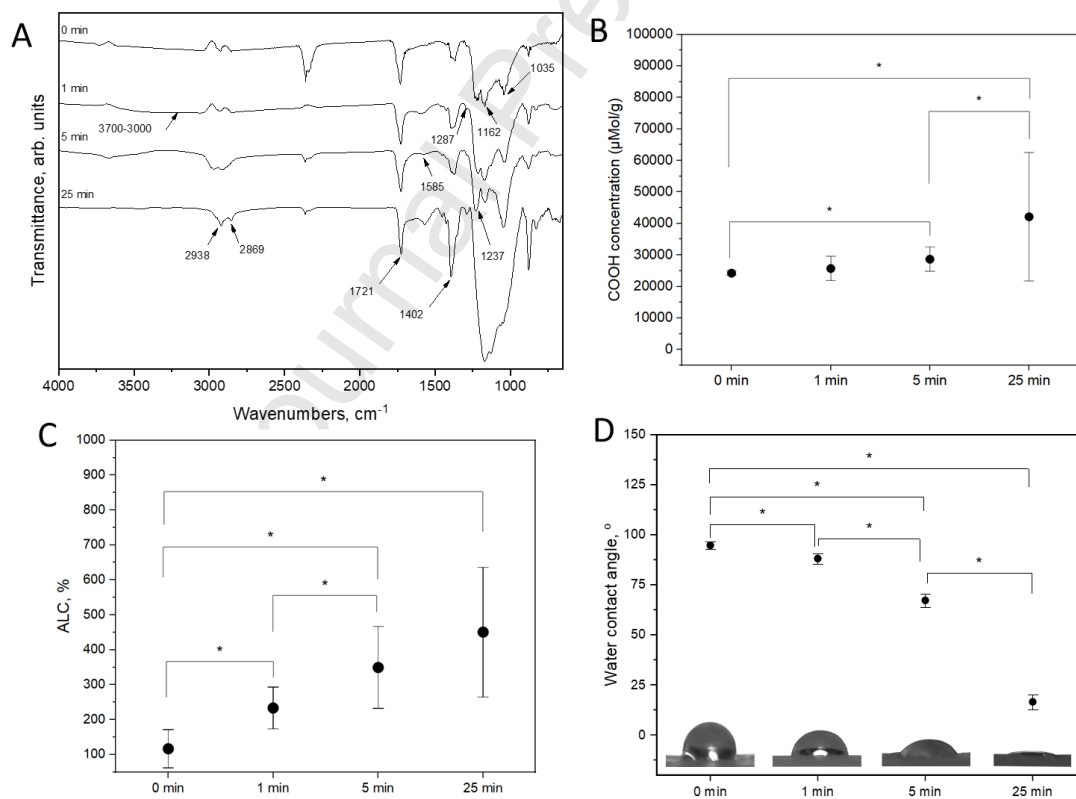 A
0 min
1 min
5 min
25 min
3700-3000
1287
1162
1035
1585
2938
2869
1721
1402
1237
Transmittance, arb. units
4000
3500
3000
2500
2000
1500
1000
Wavenumbers, cm-1
B
100000
90000
80000
70000
60000
50000
40000
30000
20000
10000
0
COOH concentration (μMol/g)
*
*
*
0 min
1 min
5 min
25 min
C
1000
900
800
700
600
500
400
300
200
100
ALC, %
*
*
*
*
0 min
1 min
5 min
25 min
D
150
125
100
75
50
25
0
Water contact angle, °
*
*
*
*
*
0 min
1 min
5 min
25 min
ournal Pre